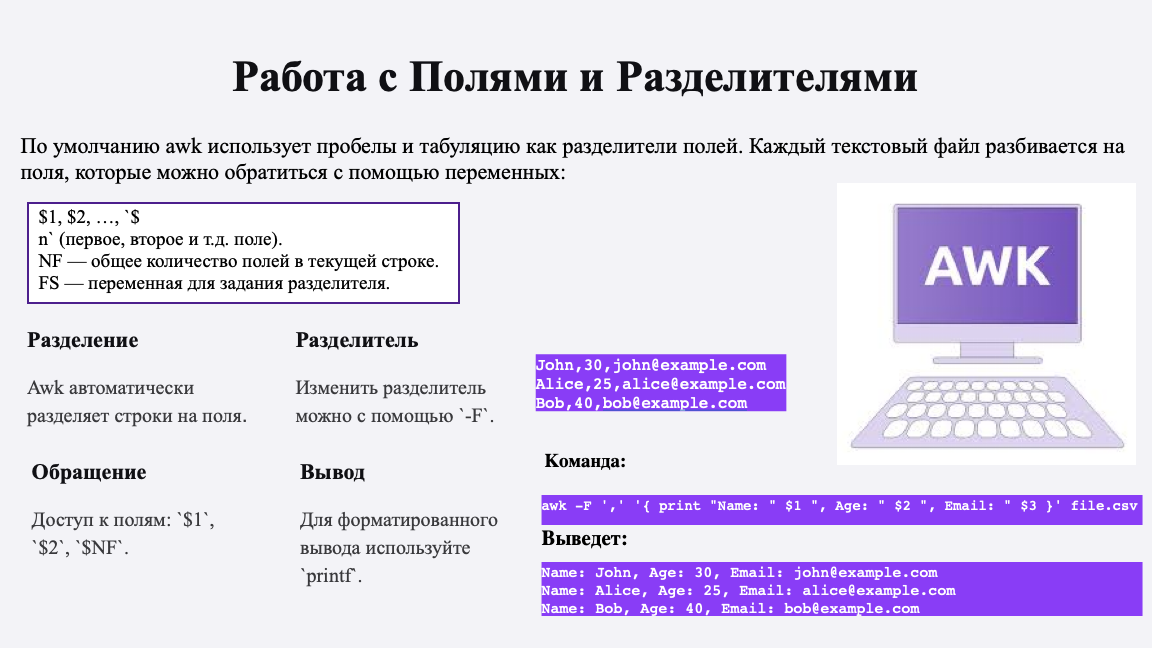 Работа с Полями и Разделителями
По умолчанию awk использует пробелы и табуляцию как разделители полей. Каждый текстовый файл разбивается на
поля, которые можно обратиться с помощью переменных:
$1, $2, …, `$
n` (первое, второе и т.д. поле).
NF — общее количество полей в текущей строке.
FS — переменная для задания разделителя.
AWK
Разделение
Awk автоматически
разделяет строки на поля.
Разделитель
Изменить разделитель
можно с помощью `-F`.
Обращение
Доступ к полям: `$1`,
`$2`, `$NF`.
Вывод
Для форматированного
вывода используйте
`printf`.
John,30,john@example.com
Alice,25,alice@example.com
Bob,40,bob@example.com
Команда:
awk -F ',' '{ print "Name: " $1 ", Age: " $2 ", Email: " $3 }' file.csv
Выведет:
Name: John, Age: 30, Email: john@example.com
Name: Alice, Age: 25, Email: alice@example.com
Name: Bob, Age: 40, Email: bob@example.com